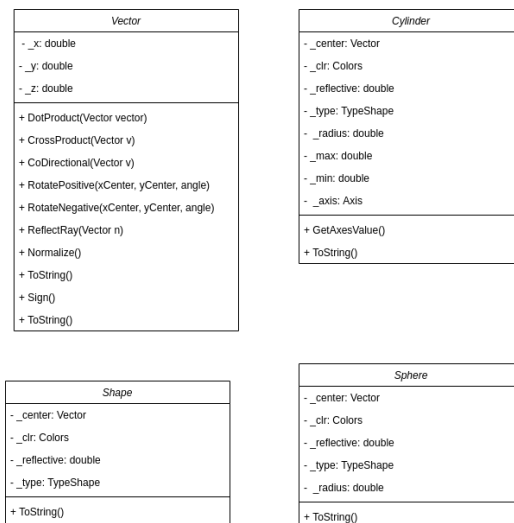 Vector
- _x: double
- _y: double
- _z: double
+ DotProduct(Vector vector)
+ CrossProduct(Vector v)
+ CoDirectional(Vector v)
+ RotatePositive(xCenter, yCenter, angle)
+ RotateNegative(xCenter, yCenter, angle)
+ ReflectRay(Vector n)
+ Normalize()
+ ToString()
+ Sign()
+ ToString()
Cylinder
- _center: Vector
- _clr: Colors
- _reflective: double
- _type: TypeShape
- _radius: double
- _max: double
- _min: double
- _axis: Axis
+ GetAxesValue()
+ ToString()
Shape
- _center: Vector
- _clr: Colors
- _reflective: double
- _type: TypeShape
+ ToString()
Sphere
- _center: Vector
- _clr: Colors
- _reflective: double
- _type: TypeShape
- _radius: double
+ ToString()